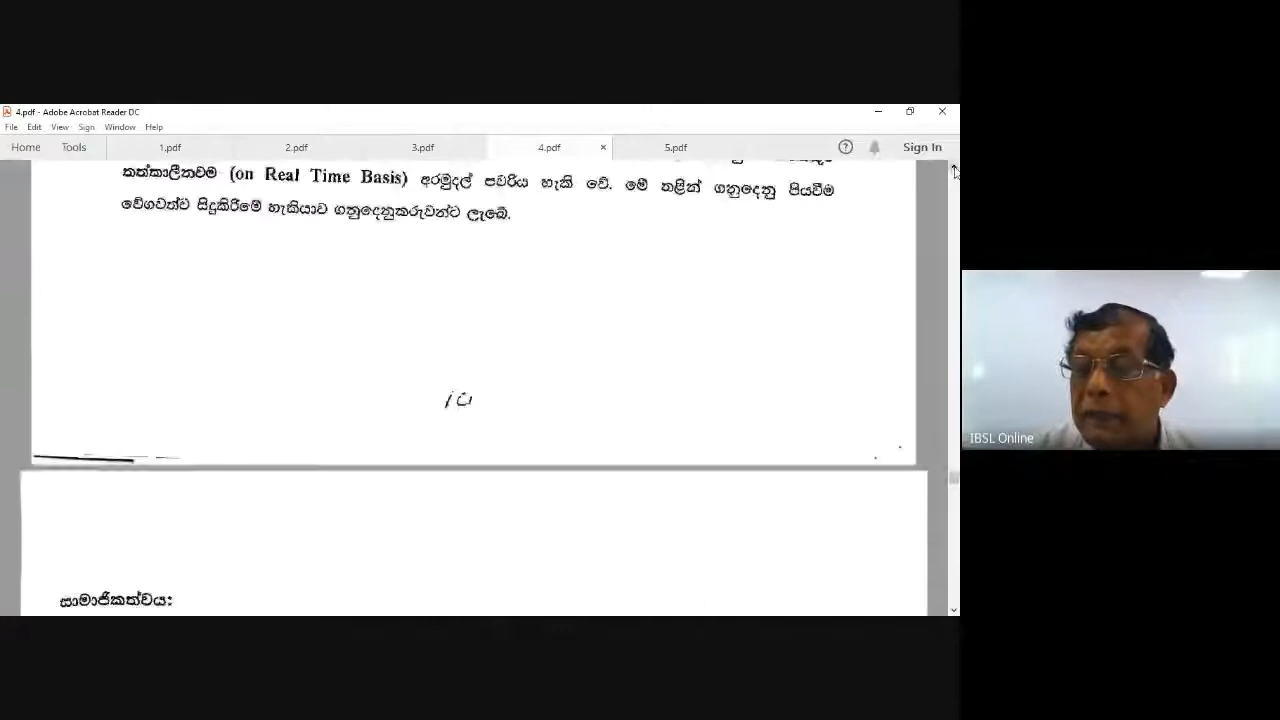 4.pdf - Adobe Acrobat Reader DC
File Edit View Sign Window Help
Home Tools 1.pdf 2.pdf 3.pdf 4.pdf × 5.pdf Sign In
තත්කාලීනවම (on Real Time Basis) අරමුදල් පවරිය හැකි වේ. මේ තළින් ගනුදෙනු පියවීම
වේගවත්ව සිදුකිරීමේ හැකියාව ගනුදෙනුකරුවන්ට ලැබේ.
10
IBSL Online
සාමාජිකත්වය: